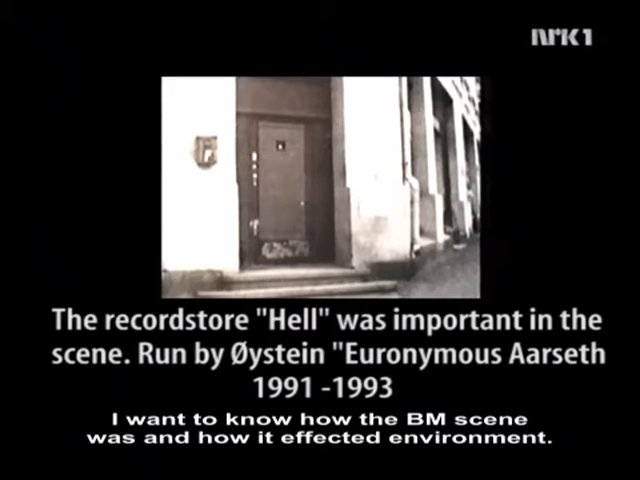 NRK1
The recordstore "Hell" was important in the
scene. Run by Øystein "Euronymous Aarseth
1991 -1993
I want to know how the BM scene
was and how it effected environment.